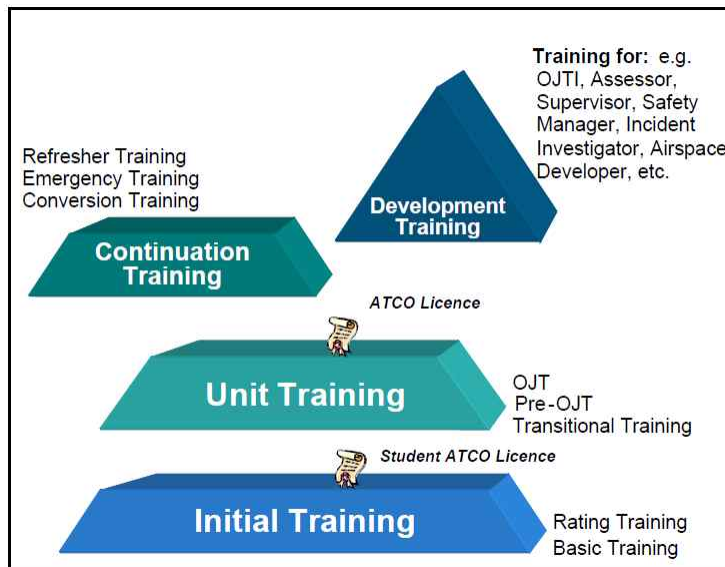 Training for: e.g.
OJTI, Assessor,
Supervisor, Safety
Manager, Incident
Investigator, Airspace
Developer, etc.
Refresher Training
Emergency Training
Conversion Training
Development
Training
Continuation
Training
ATCO Licence
Unit Training
OJT
Pre-OJT
Transitional Training
Student ATCO Licence
Initial Training
Rating Training
Basic Training